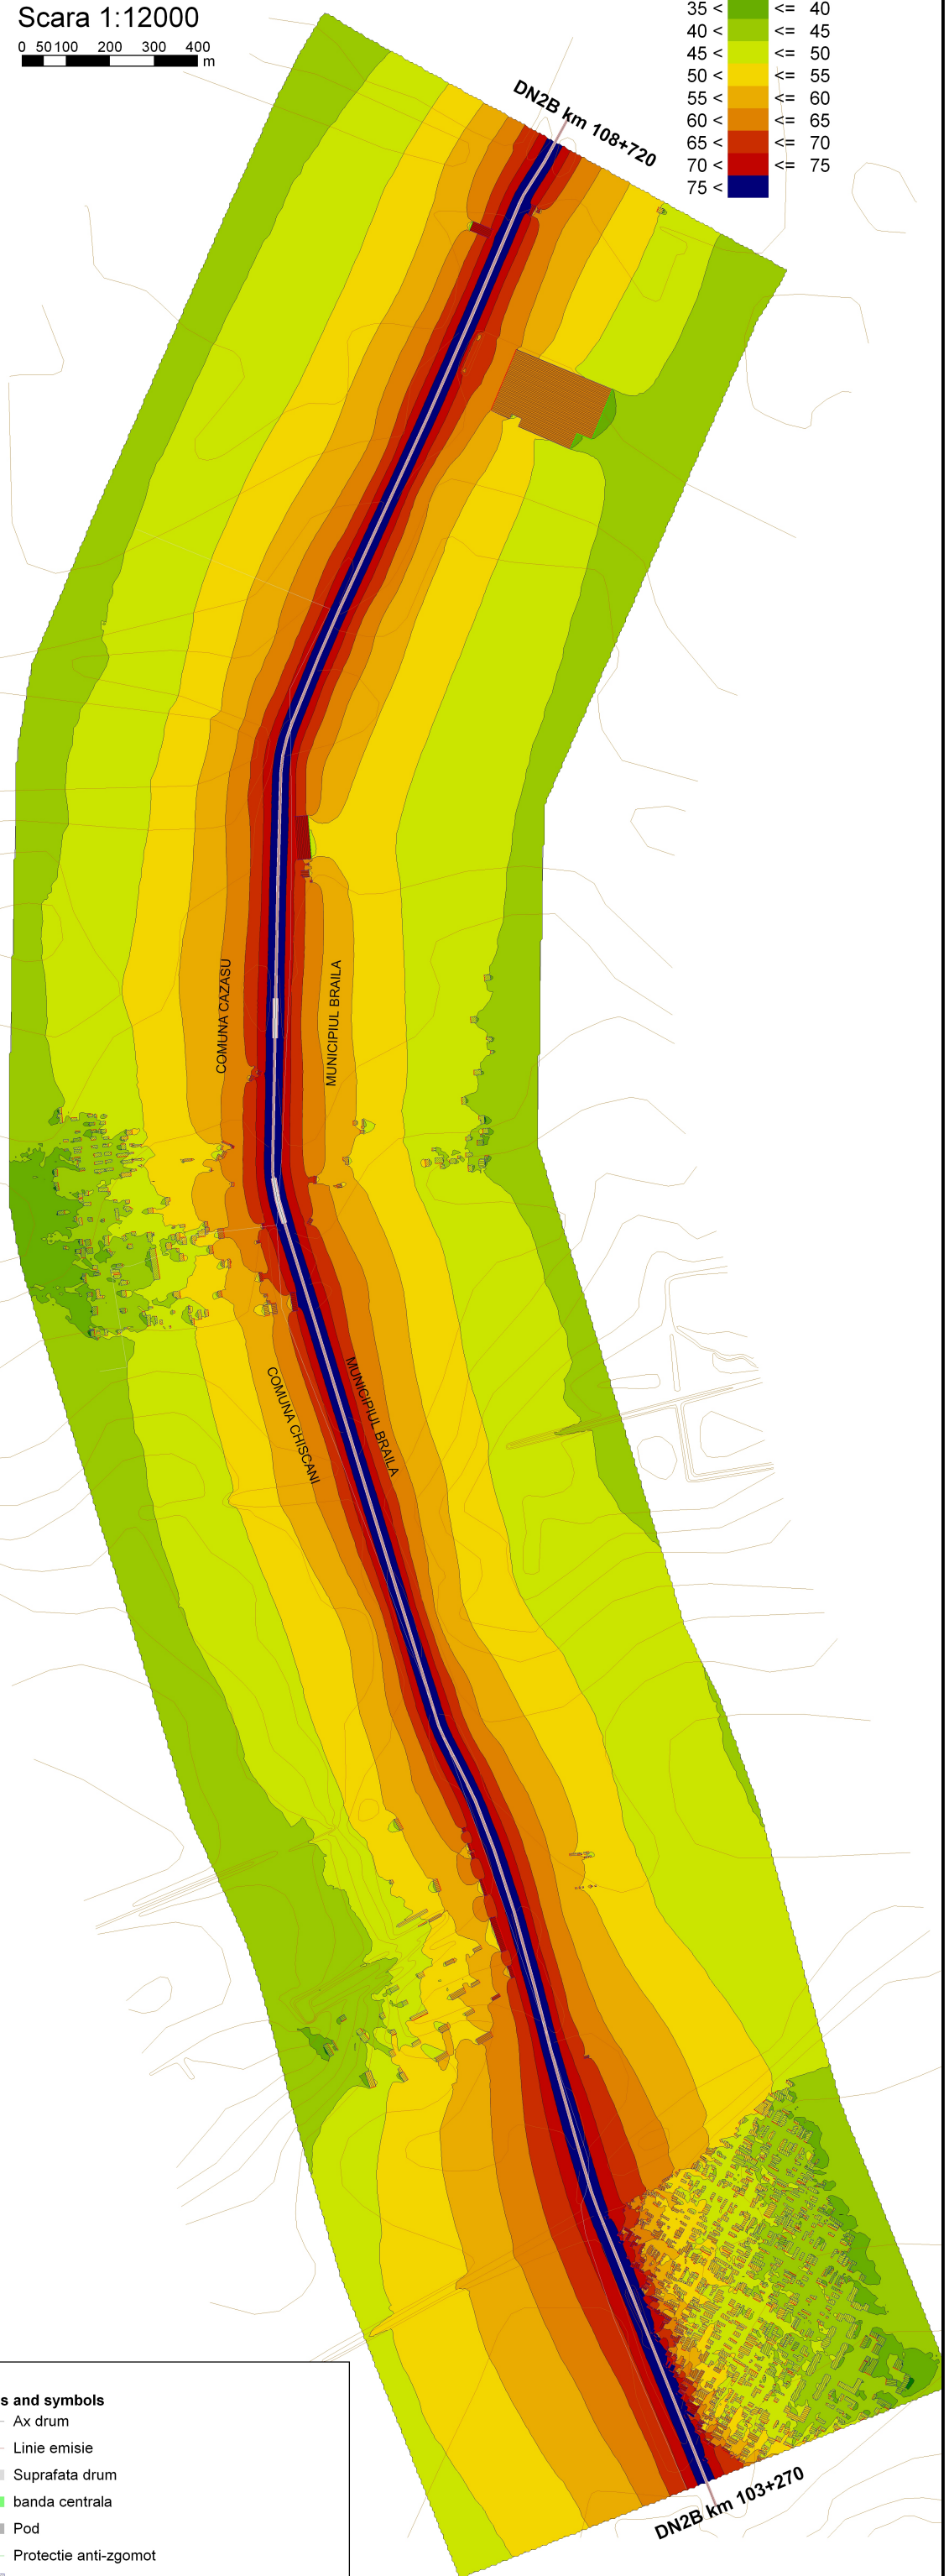 Scara 1:12000
0 50 100 200 300 400
m
35 < <= 40
40 < <= 45
45 < <= 50
50 < <= 55
55 < <= 60
60 < <= 65
65 < <= 70
70 < <= 75
75 <
DN2B km 108+720
COMUNA CAZASU
MUNICIPIUL BRAILA
COMUNA CHISCANI
MUNICIPIUL BRAILA
DN2B km 103+270
s and symbols
Ax drum
Linie emisie
Suprafata drum
banda centrala
Pod
Protectie anti-zgomot